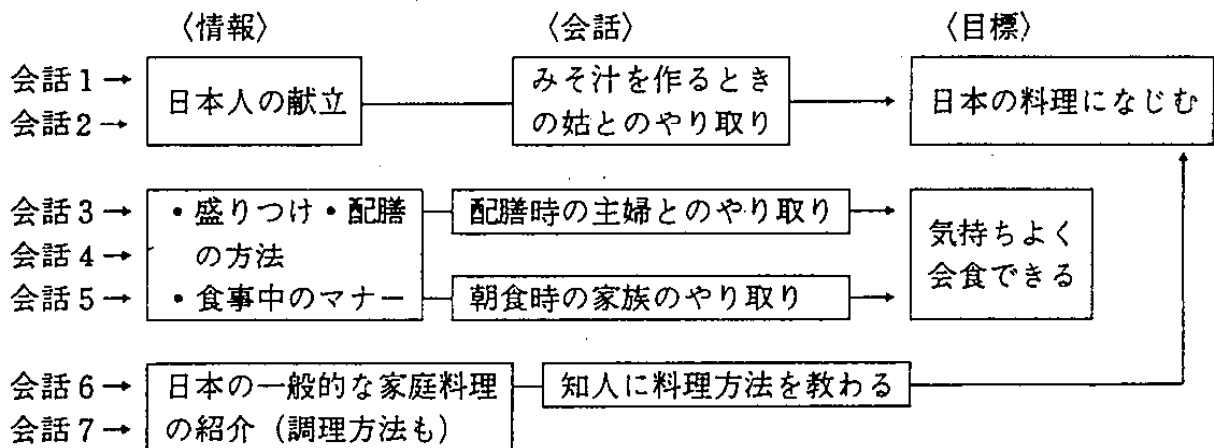 〈情報〉 〈会話〉 〈目標〉
会話1→
会話2→
日本人の献立
みそ汁を作るとき
の姑とのやり取り
日本の料理になじむ
会話3→
会話4→
会話5→
・盛りつけ・配膳
の方法
・食事中のマナー
配膳時の主婦とのやり取り
朝食時の家族のやり取り
気持ちよく
会食できる
会話6→
会話7→
日本の一般的な家庭料理
の紹介（調理方法も）
知人に料理方法を教わる